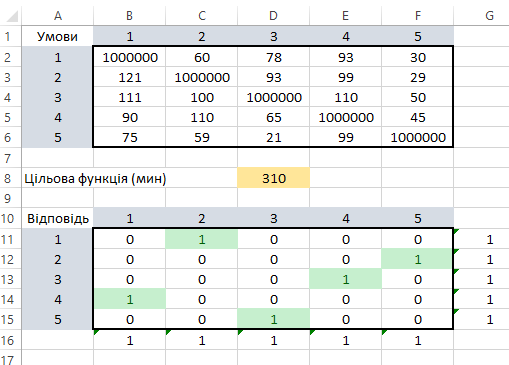 A B C D E F G
1 Умови 1 2 3 4 5
2 1 1000000 60 78 93 30
3 2 121 1000000 93 99 29
4 3 111 100 1000000 110 50
5 4 90 110 65 1000000 45
6 5 75 59 21 99 1000000
7
8 Цільова функція (мин) 310
9
10 Відповідь 1 2 3 4 5
11 1 0 1 0 0 0 1
12 2 0 0 0 0 1 1
13 3 0 0 0 1 0 1
14 4 1 0 0 0 0 1
15 5 0 0 1 0 0 1
16 1 1 1 1 1
17